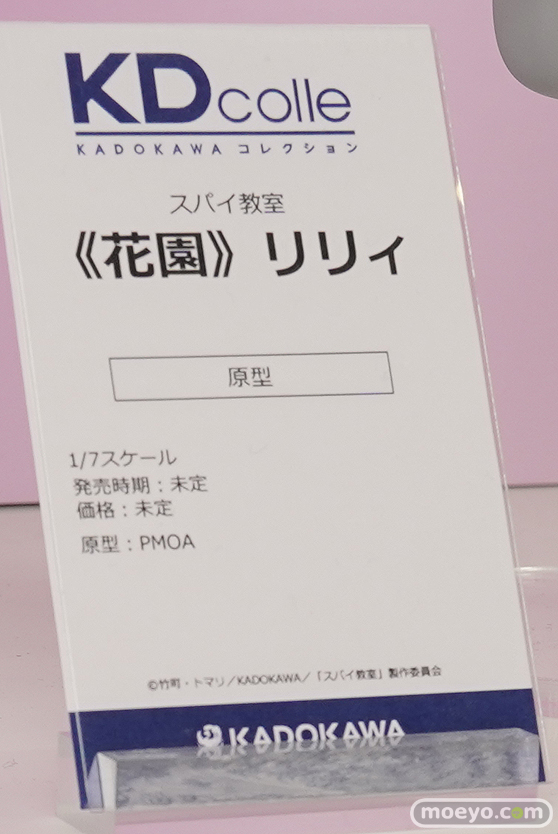 KDcolle
KADOKAWA コレクション
スパイ教室
《花園》 リリィ
原型
1/7スケール
発売時期：未定
価格：未定
原型：PMOA
©竹町・トマリ／KADOKAWA／「スパイ教室」製作委員会
KADOKAWA
moeyo.com